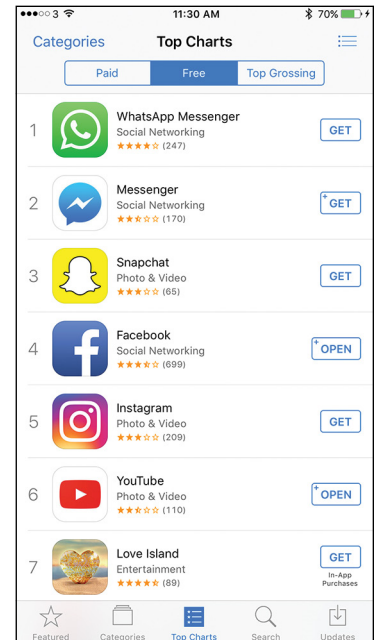 3 11:30 AM 70%
Categories Top Charts
Paid Free Top Grossing
1 WhatsApp Messenger
Social Networking
(247)
GET
2 Messenger
Social Networking
(170)
+GET
3 Snapchat
Photo & Video
(65)
GET
4 Facebook
Social Networking
(699)
+OPEN
5 Instagram
Photo & Video
(209)
GET
6 YouTube
Photo & Video
(110)
+OPEN
7 Love Island
Entertainment
(89)
GET
In-App
Purchases
Featured Categories Top Charts Search Updates